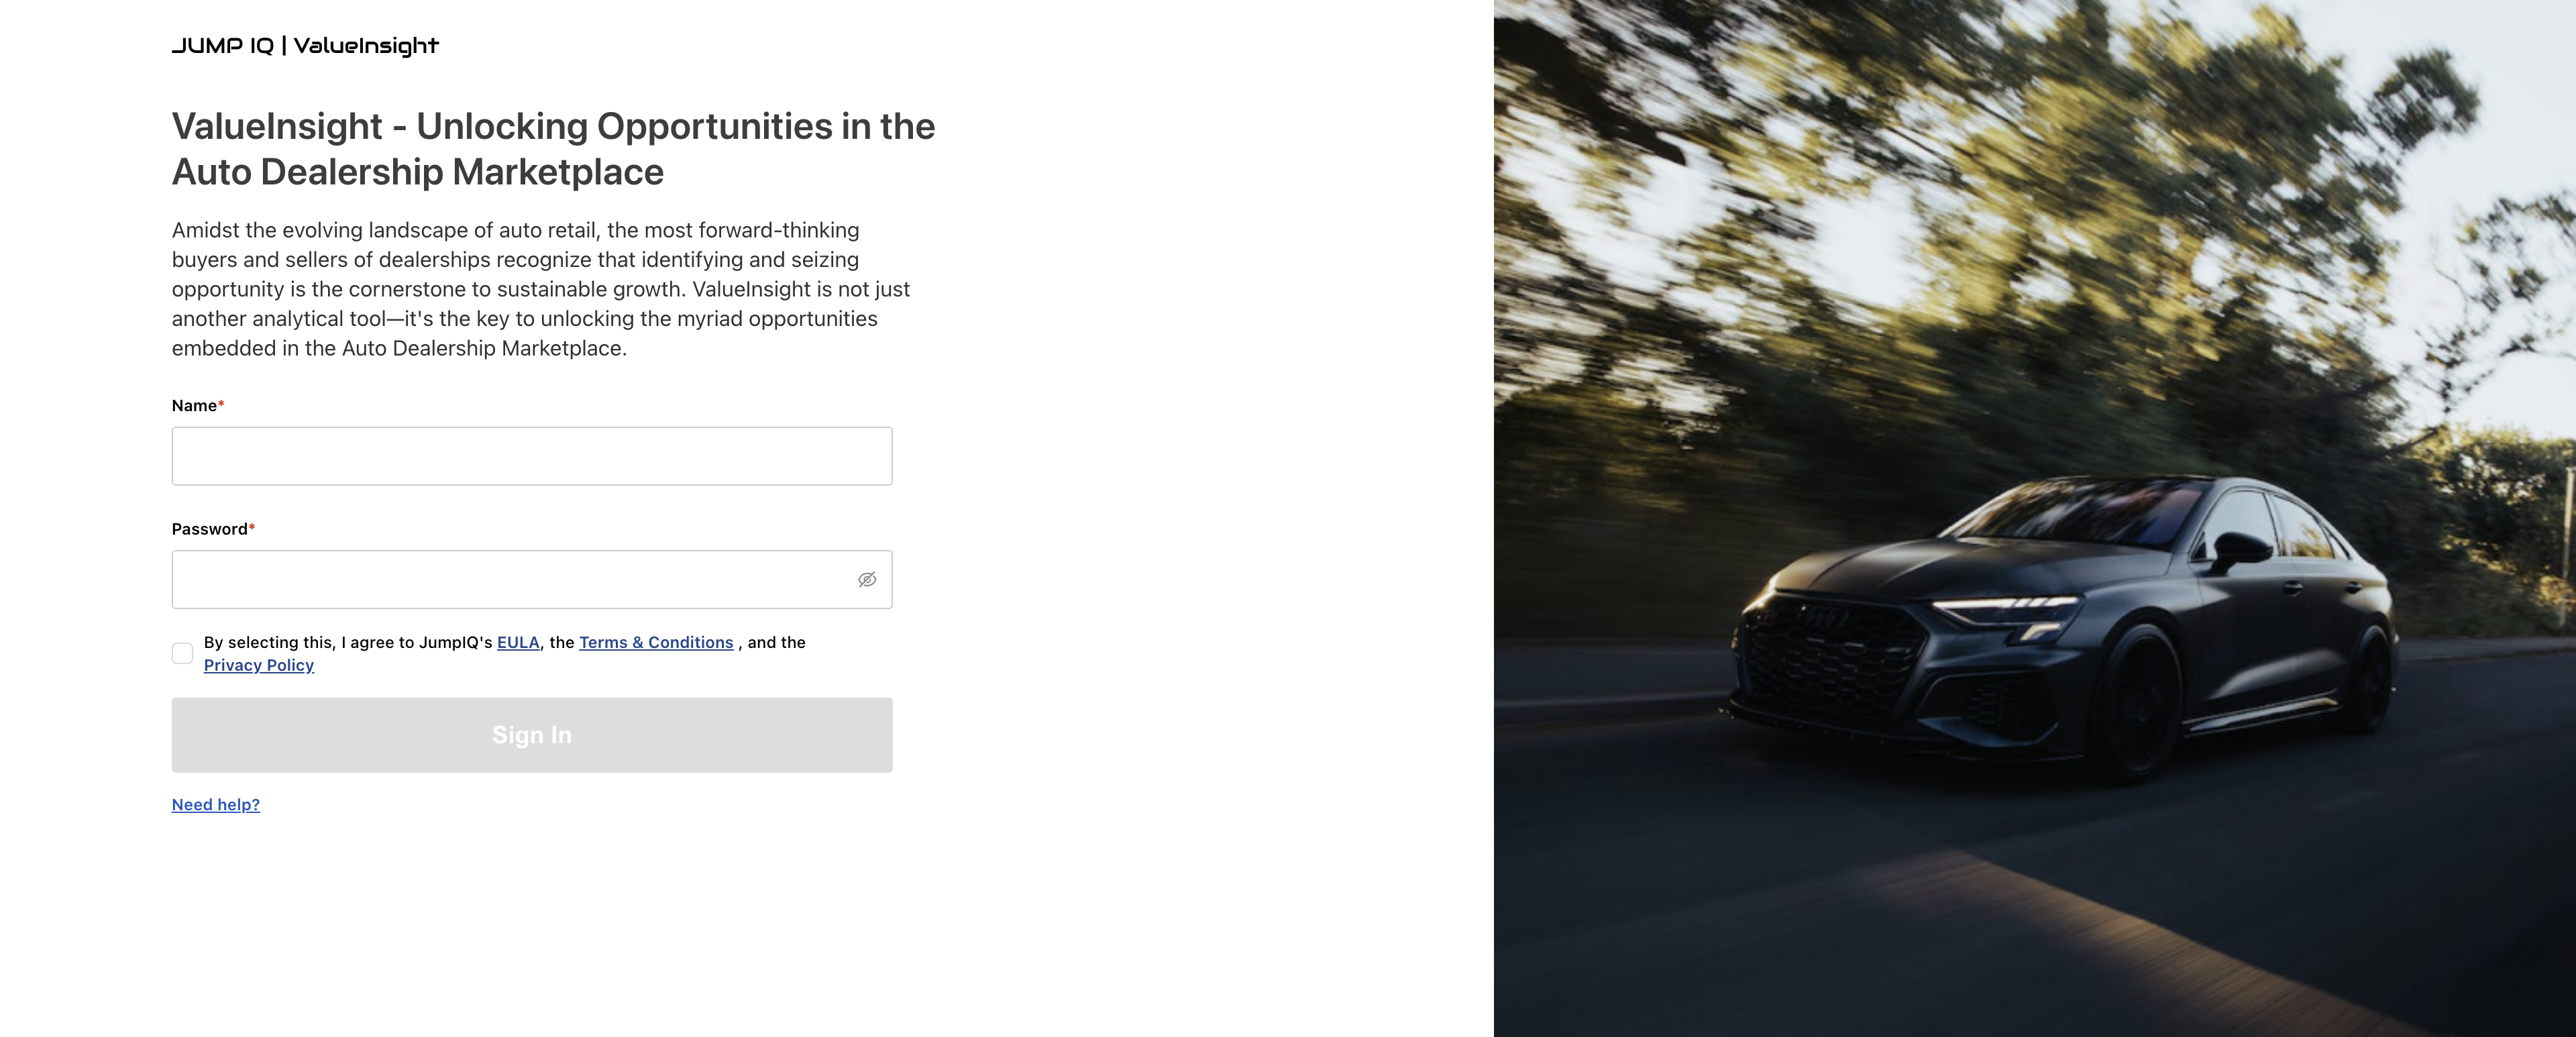 JUMP IQ | ValueInsight
ValueInsight - Unlocking Opportunities in the
Auto Dealership Marketplace
Amidst the evolving landscape of auto retail, the most forward-thinking
buyers and sellers of dealerships recognize that identifying and seizing
opportunity is the cornerstone to sustainable growth. ValueInsight is not just
another analytical tool—it's the key to unlocking the myriad opportunities
embedded in the Auto Dealership Marketplace.
Name*
Password*
By selecting this, I agree to JumpIQ's EULA, the Terms & Conditions , and the
Privacy Policy
Sign In
Need help?